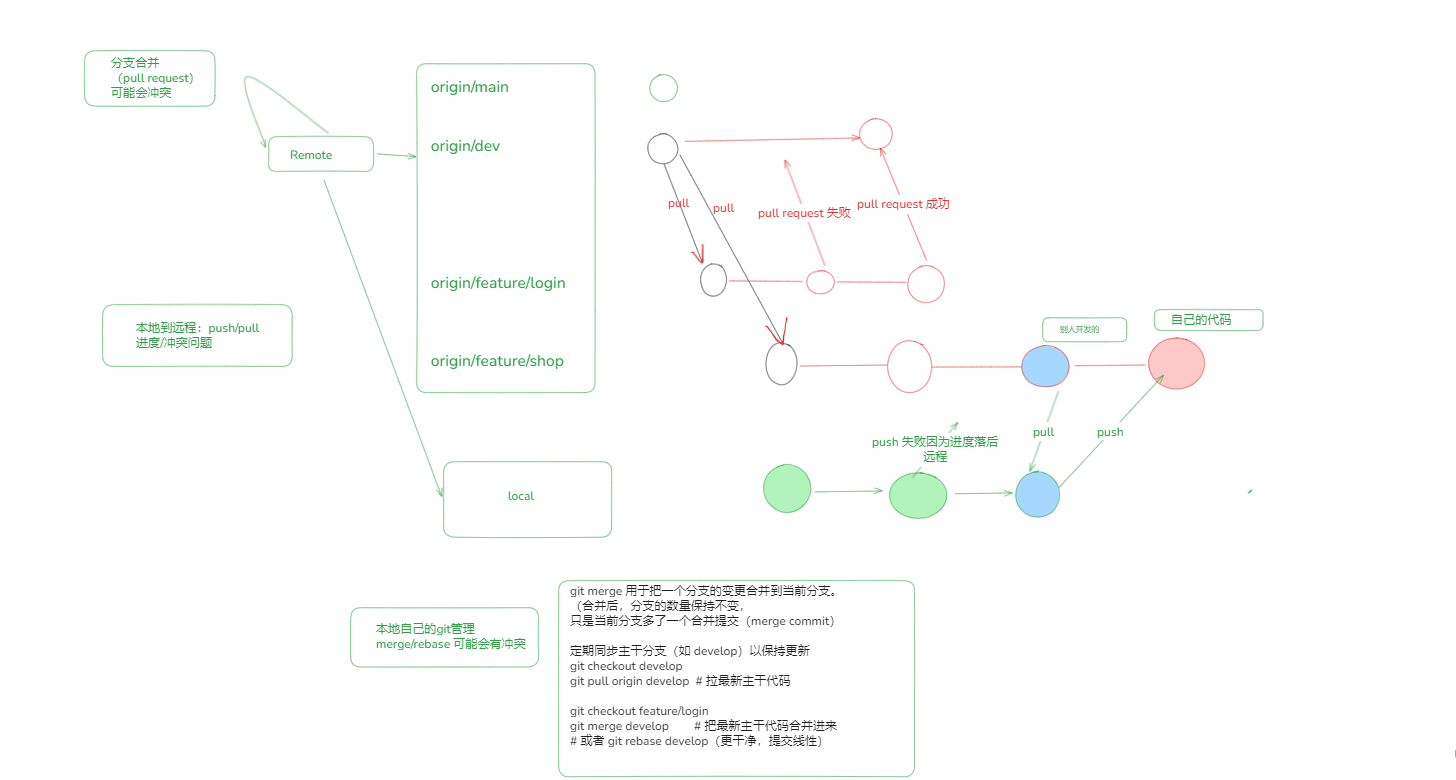 分支合并
（pull request）
可能会冲突
Remote
origin/main
origin/dev
origin/feature/login
origin/feature/shop
pull
pull
pull request 失败
pull request 成功
本地到远程：push/pull
进度/冲突问题
别人开发的
自己的代码
push 失败因为进度落后
远程
pull
push
local
本地自己的git管理
merge/rebase 可能会有冲突
git merge 用于把一个分支的变更合并到当前分支。
（合并后，分支的数量保持不变，
只是当前分支多了一个合并提交（merge commit）
定期同步主干分支（如 develop）以保持更新
git checkout develop
git pull origin develop # 拉最新主干代码
git checkout feature/login
git merge develop # 把最新主干代码合并进来
# 或者 git rebase develop（更干净，提交线性）